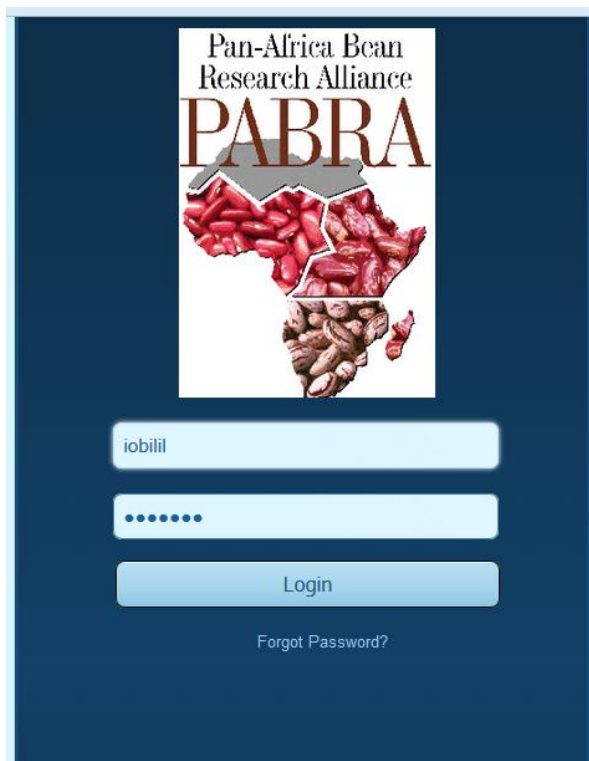 Pan-Africa Bean
Research Alliance
PABRA
iobilil
•••••••
Login
Forgot Password?